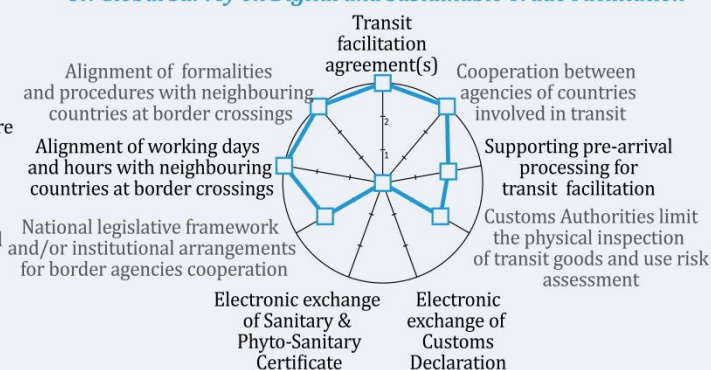 Transit
facilitation
agreement(s)
Alignment of formalities
and procedures with neighbouring
countries at border crossings
Cooperation between
agencies of countries
involved in transit
re
Alignment of working days
and hours with neighbouring
countries at border crossings
2
1
Supporting pre-arrival
processing for
transit facilitation
National legislative framework
and/or institutional arrangements
for border agencies cooperation
Customs Authorities limit
the physical inspection
of transit goods and use risk
assessment
Electronic exchange
of Sanitary &
Phyto-Sanitary
Certificate
Electronic
exchange of
Customs
Declaration